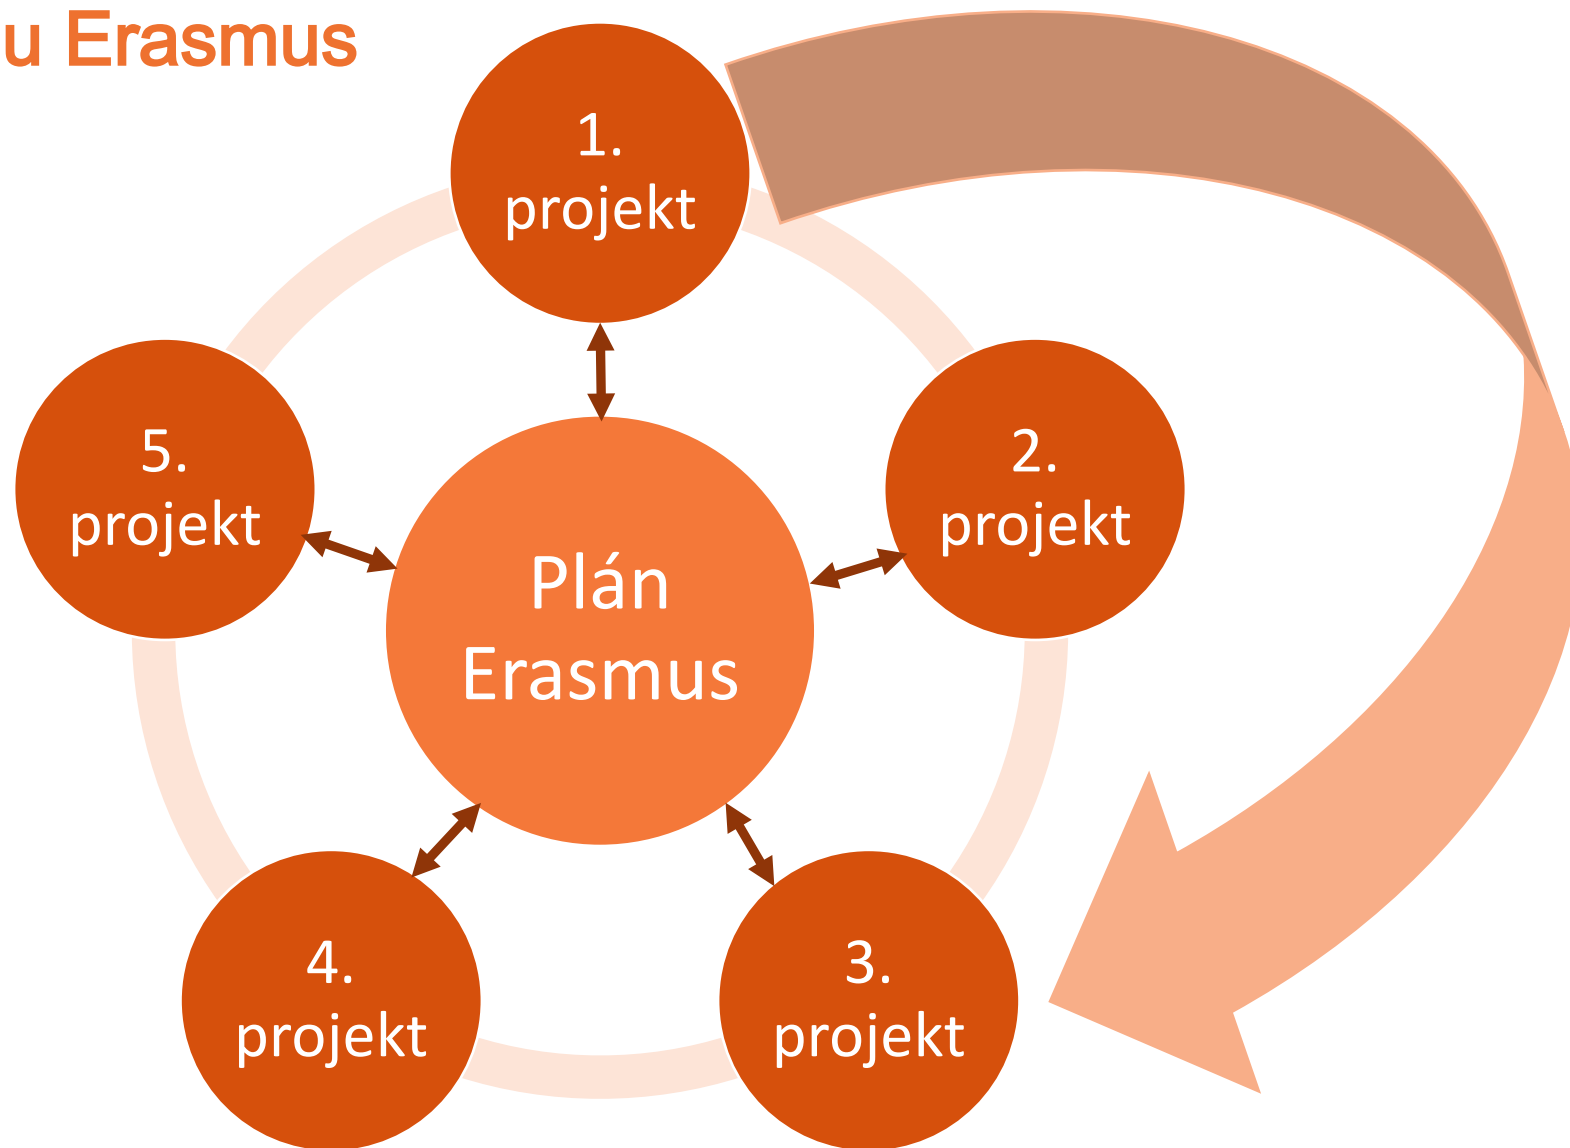 u Erasmus
1.
projekt
2.
projekt
3.
projekt
4.
projekt
5.
projekt
Plán
Erasmus